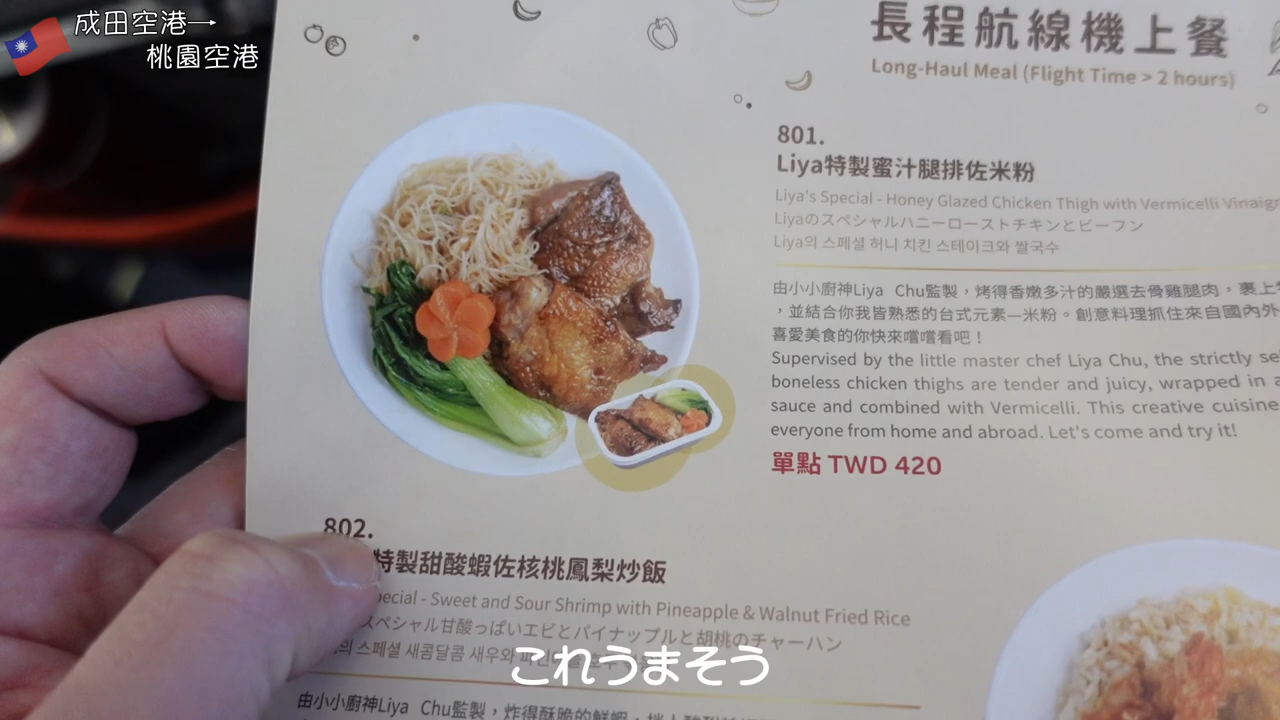 成田空港→
桃園空港
長程航線機上餐
Long-Haul Meal (Flight Time > 2 hours)
801.
Liya特製蜜汁腿排佐米粉
Liya's Special - Honey Glazed Chicken Thigh with Vermicelli
Liyaのスペシャルハニーローストチキンとビーフン
Liya의 스페셜 허니 치킨 스테이크와 쌀국수
由小小廚神Liya Chu監製，烤得香嫩多汁的嚴選去骨雞腿肉，裹上
，並結合你我皆熟悉的台式元素—米粉。創意料理抓住來自國內外
喜愛美食的你快來嚐嚐看吧！
Supervised by the little master chef Liya Chu, the strictly
boneless chicken thighs are tender and juicy, wrapped in
sauce and combined with Vermicelli. This creative cuisine
everyone from home and abroad. Let's come and try it!
單點 TWD 420
802.
特製甜酸蝦佐核桃鳳梨炒飯
- Sweet and Sour Shrimp with Pineapple & Walnut Fried Rice
スペシャル甘酸っぱいエビとパイナップルと胡桃のチャーハン
스페셜 새콤달콤 새우와
これうまそう
由小小廚神Liya Chu監製，炸得酥脆的鮮蝦，